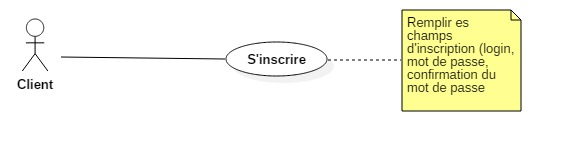 Client
S'inscrire
Remplir es
champs
d'inscription (login,
mot de passe,
confirmation du
mot de passe